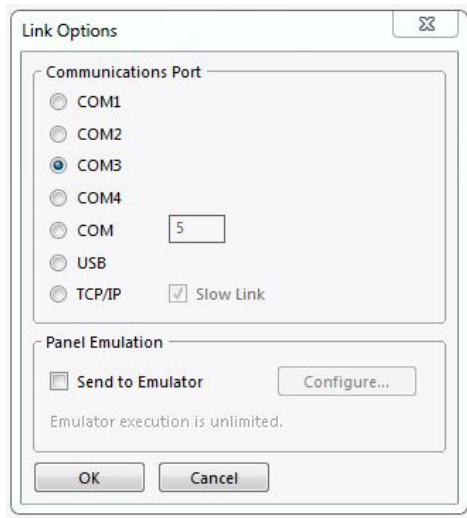 Link Options
Communications Port
COM1
COM2
COM3
COM4
COM 5
USB
TCP/IP Slow Link
Panel Emulation
Send to Emulator Configure...
Emulator execution is unlimited.
OK Cancel